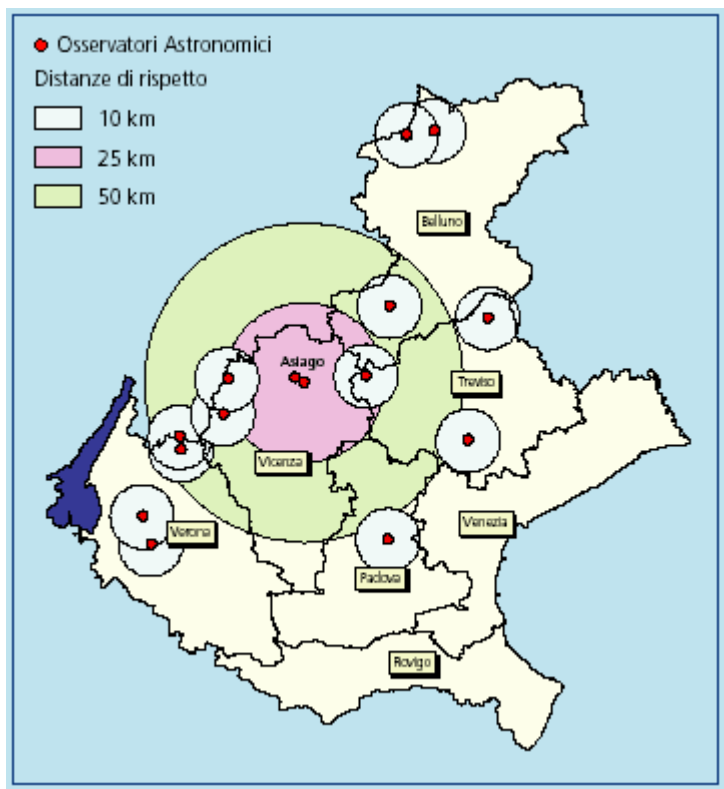 Osservatori Astronomici
Distanze di rispetto
10 km
25 km
50 km
Belluno
Asiago
Treviso
Vicenza
Venezia
Verona
Padova
Rovigo